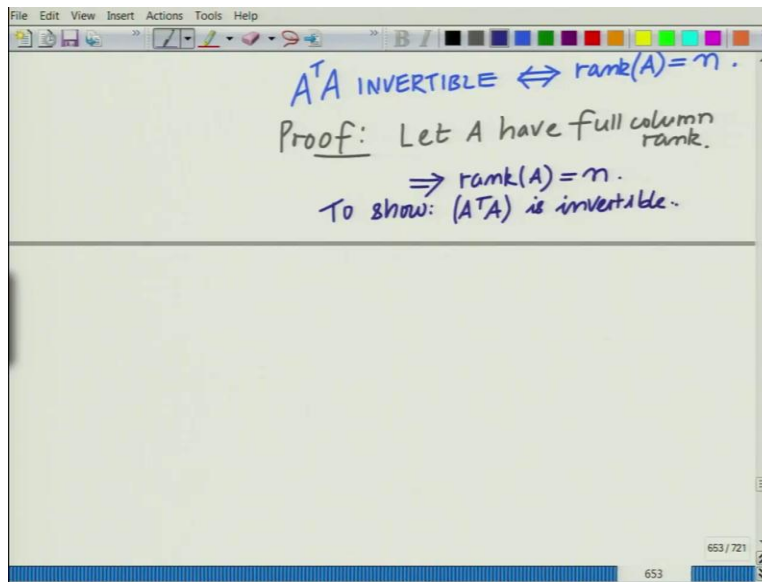 File Edit View Insert Actions Tools Help
AᵀA INVERTIBLE ⟺ rank(A) = n.
Proof: Let A have full column rank.
⟹ rank(A) = n.
To show: (AᵀA) is invertible.
653 / 721
653